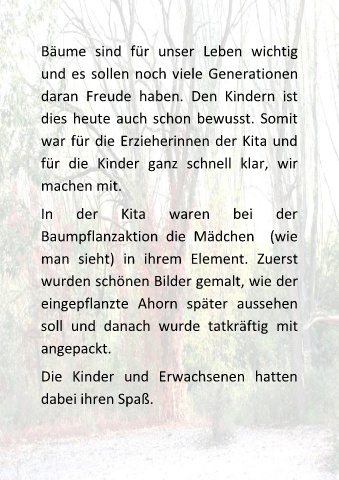 Bäume sind für unser Leben wichtig
und es sollen noch viele Generationen
daran Freude haben. Den Kindern ist
dies heute auch schon bewusst. Somit
war für die Erzieherinnen der Kita und
für die Kinder ganz schnell klar, wir
machen mit.
In der Kita waren bei der
Baumpflanzaktion die Mädchen (wie
man sieht) in ihrem Element. Zuerst
wurden schönen Bilder gemalt, wie der
eingepflanzte Ahorn später aussehen
soll und danach wurde tatkräftig mit
angepackt.
Die Kinder und Erwachsenen hatten
dabei ihren Spaß.